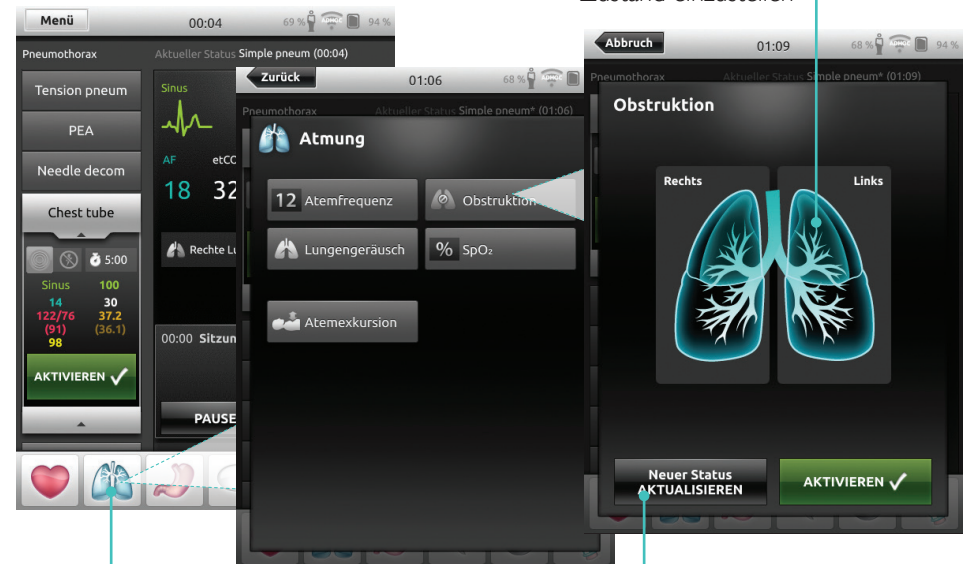 Zustand einzustellen
Menü 00:04 69 % 94 %
Pneumothorax Aktueller Status Simple pneum (00:04)
Tension pneum
PEA
Needle decom
Chest tube
5:00
Sinus 100
14 30
122/76 37.2
(91) (36.1)
98
AKTIVIEREN
Sinus
AF
18 32
Rechte
00:00
PAUSE
Zurück 01:06 68 %
Pneumothorax Aktueller Status Simple pneum* (01:06)
Atmung
12 Atemfrequenz
Obstruktion
Lungengeräusch
% SpO₂
Atemexkursion
Abbruch 01:09 68 % 94 %
Pneumothorax Aktueller Status Simple pneum* (01:09)
Obstruktion
Rechts Links
Neuer Status
AKTUALISIEREN
AKTIVIEREN